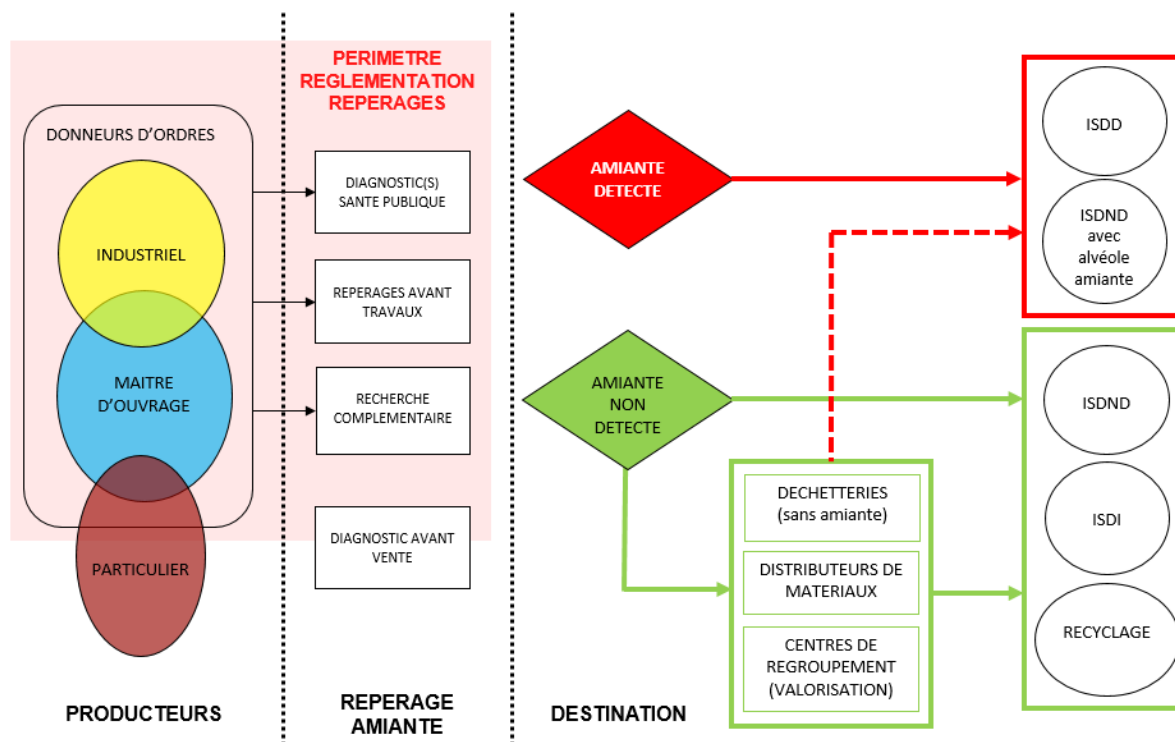 PERIMETRE
REGLEMENTATION
REPERAGES
DONNEURS D'ORDRES
INDUSTRIEL
MAITRE
D'OUVRAGE
PARTICULIER
DIAGNOSTIC(S)
SANTE PUBLIQUE
REPERAGES AVANT
TRAVAUX
RECHERCHE
COMPLEMENTAIRE
DIAGNOSTIC AVANT
VENTE
AMIANTE
DETECTE
AMIANTE
NON
DETECTE
DECHETTERIES
(sans amiante)
DISTRIBUTEURS DE
MATERIAUX
CENTRES DE
REGROUPEMENT
(VALORISATION)
ISDD
ISDND
avec
alvéole
amiante
ISDND
ISDI
RECYCLAGE
PRODUCTEURS
REPERAGE
AMIANTE
DESTINATION